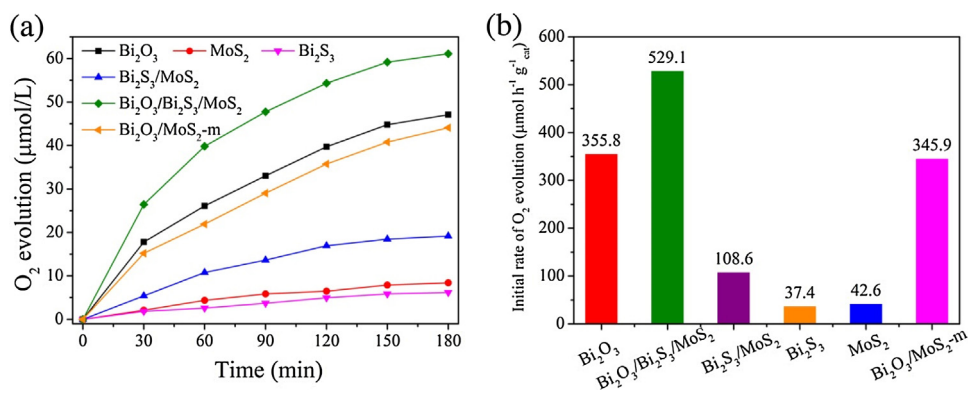 (a)
Bi₂O₃ MoS₂ Bi₂S₃
Bi₂S₃/MoS₂
Bi₂O₃/Bi₂S₃/MoS₂
Bi₂O₃/MoS₂-m
O₂ evolution (μmol/L)
60
50
40
30
20
10
0
0 30 60 90 120 150 180
Time (min)
(b)
Initial rate of O₂ evolution (μmol h⁻¹ g⁻¹cat)
600
500
400
300
200
100
0
355.8
529.1
108.6
37.4
42.6
345.9
Bi₂O₃
Bi₂O₃/Bi₂S₃/MoS₂
Bi₂S₃/MoS₂
Bi₂S₃
MoS₂
Bi₂O₃/MoS₂-m